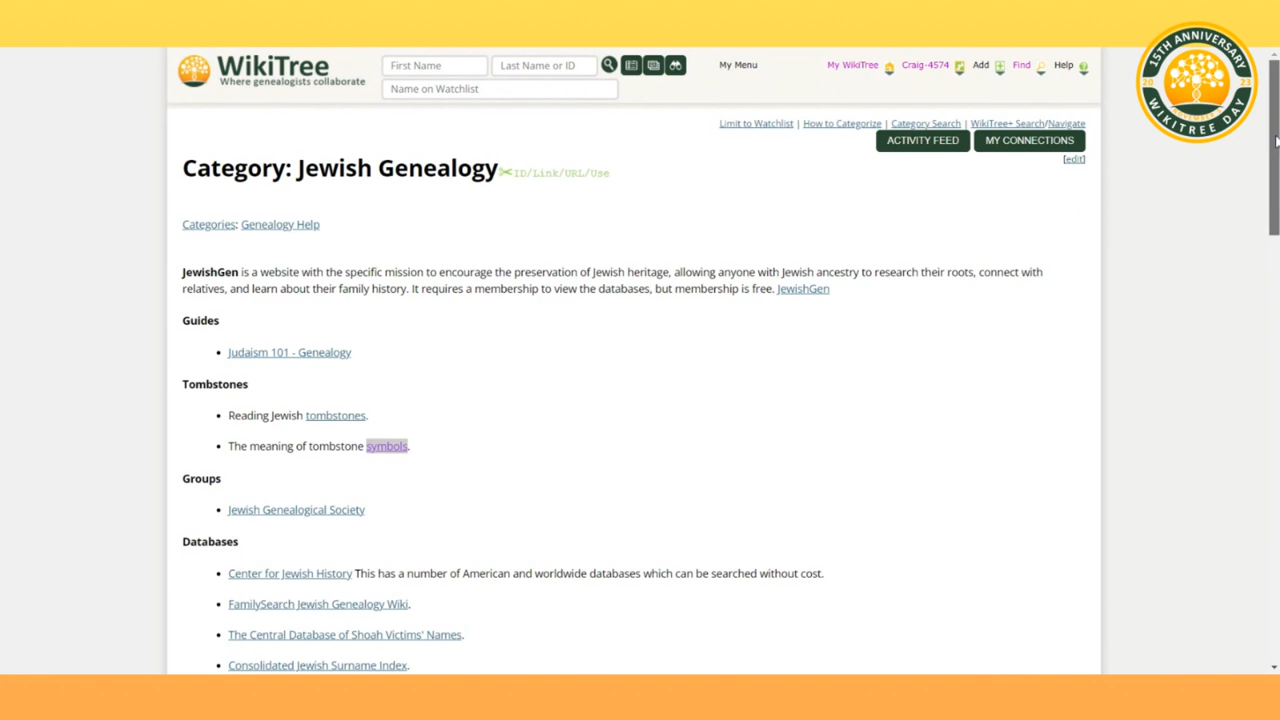 WikiTree
Where genealogists collaborate
First Name
Last Name or ID
Name on Watchlist
My Menu
My WikiTree
Craig-4574
Add
Find
Help
15TH ANNIVERSARY
20 23
NOVEMBER 5
WIKITREE DAY
Limit to Watchlist | How to Categorize | Category Search | WikiTree+ Search/Navigate
ACTIVITY FEED
MY CONNECTIONS
[edit]
Category: Jewish Genealogy ✂ID/Link/URL/Use
Categories: Genealogy Help
JewishGen is a website with the specific mission to encourage the preservation of Jewish heritage, allowing anyone with Jewish ancestry to research their roots, connect with
relatives, and learn about their family history. It requires a membership to view the databases, but membership is free. JewishGen
Guides
• Judaism 101 - Genealogy
Tombstones
• Reading Jewish tombstones.
• The meaning of tombstone symbols.
Groups
• Jewish Genealogical Society
Databases
• Center for Jewish History This has a number of American and worldwide databases which can be searched without cost.
• FamilySearch Jewish Genealogy Wiki.
• The Central Database of Shoah Victims' Names.
• Consolidated Jewish Surname Index.